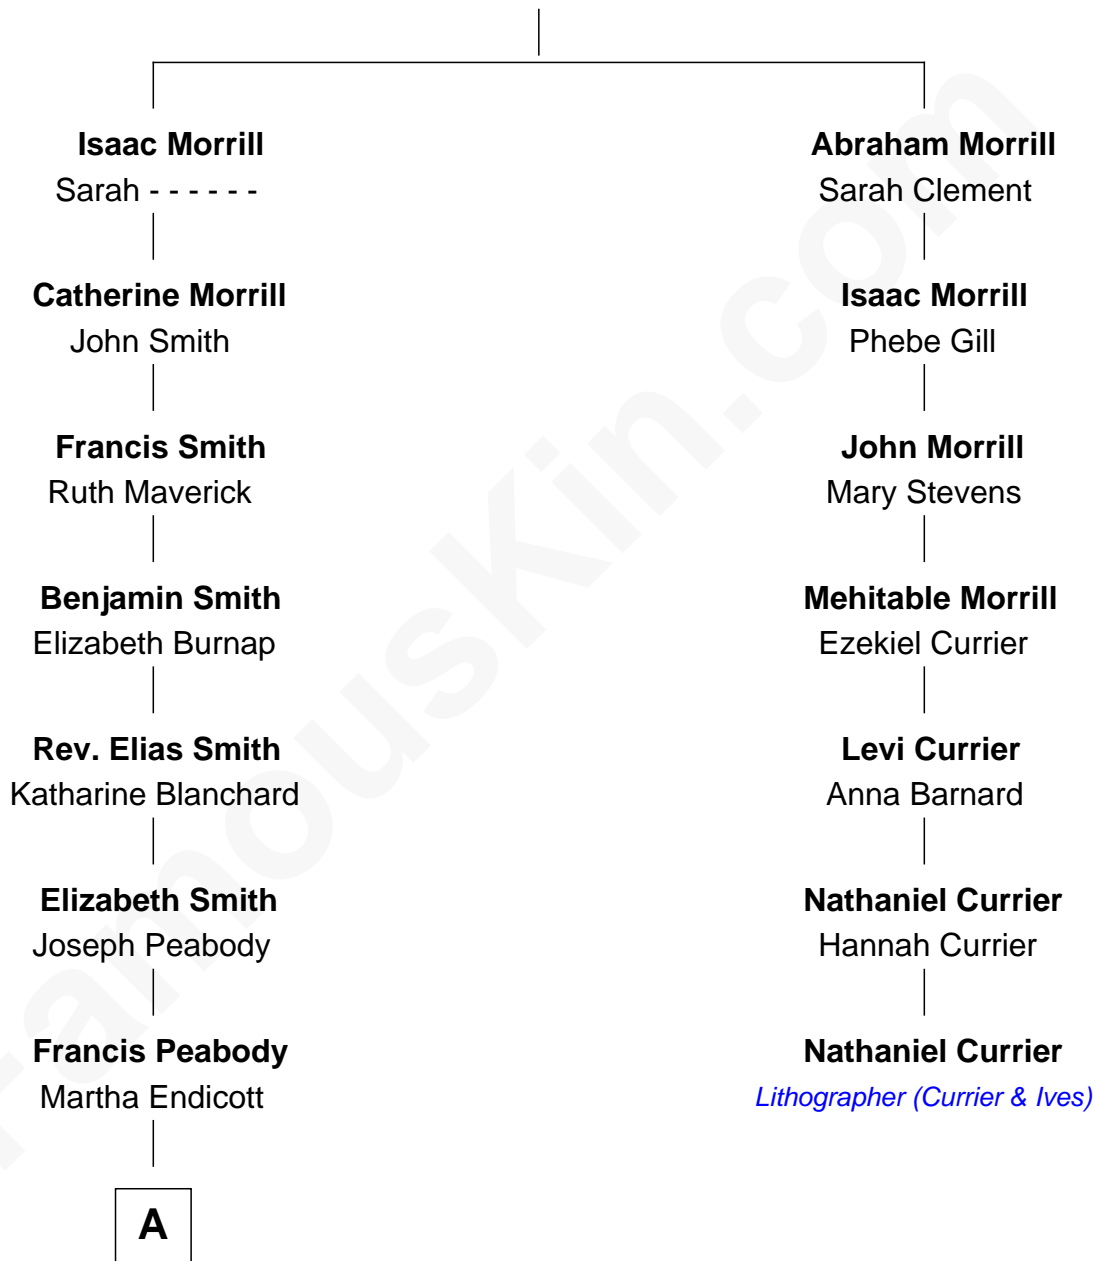 Isaac Morrill
Sarah - - - - - -
Catherine Morrill
John Smith
Francis Smith
Ruth Maverick
Benjamin Smith
Elizabeth Burnap
Rev. Elias Smith
Katharine Blanchard
Elizabeth Smith
Joseph Peabody
Francis Peabody
Martha Endicott
A
Abraham Morrill
Sarah Clement
Isaac Morrill
Phebe Gill
John Morrill
Mary Stevens
Mehitable Morrill
Ezekiel Currier
Levi Currier
Anna Barnard
Nathaniel Currier
Hannah Currier
Nathaniel Currier
Lithographer (Currier & Ives)
FamousKin.com